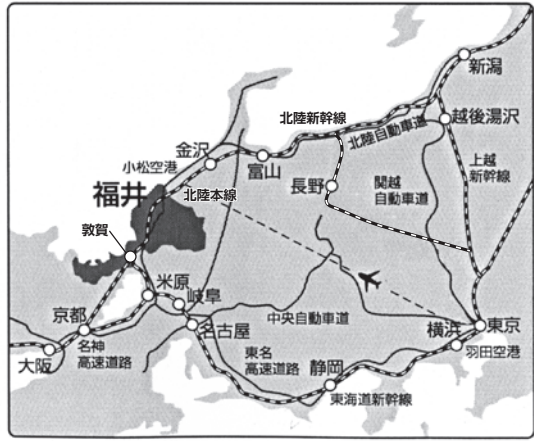 新潟
北陸新幹線
北陸自動車道
越後湯沢
金沢
小松空港
富山
上越
新幹線
福井
北陸本線
長野
関越
自動車道
敦賀
米原
岐阜
京都
名古屋
中央自動車道
横浜
東京
大阪
名神
高速道路
東名
高速道路
静岡
羽田空港
東海道新幹線